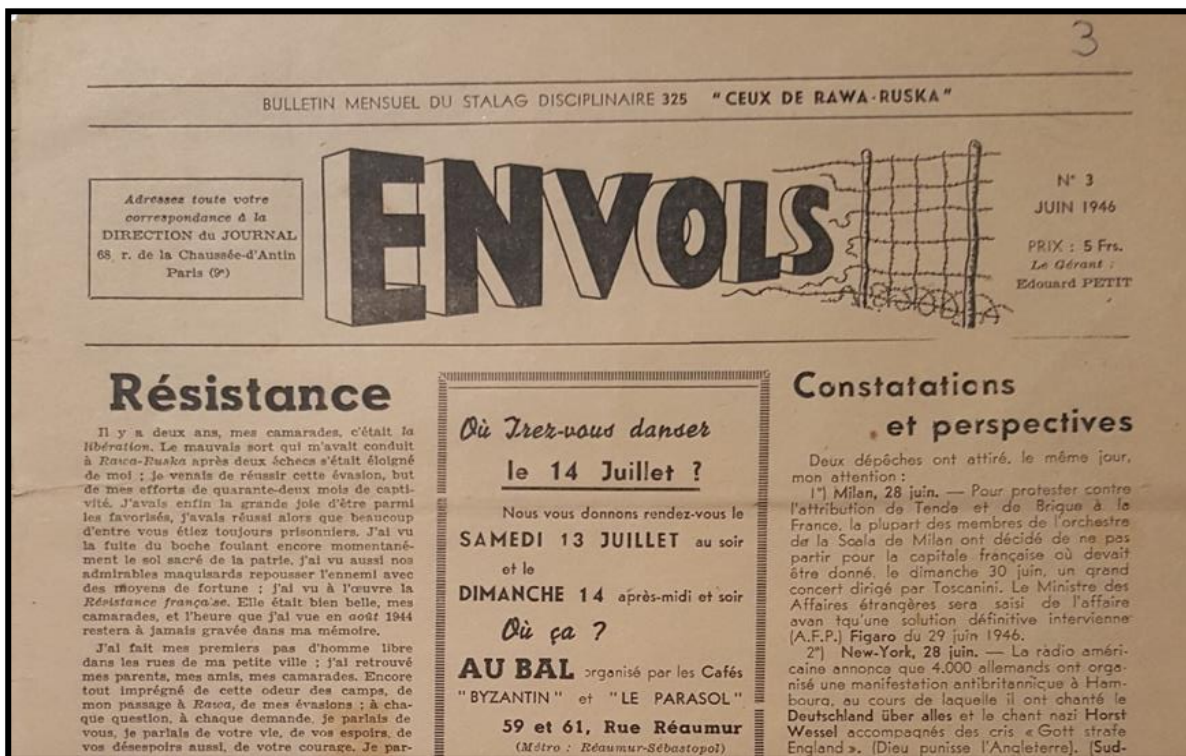 3
BULLETIN MENSUEL DU STALAG DISCIPLINAIRE 325 "CEUX DE RAWA-RUSKA"
Adressez toute votre
correspondance à la
DIRECTION du JOURNAL
68, r. de la Chaussée-d'Antin
Paris (9e)
ENVOLS
N° 3
JUIN 1946
PRIX : 5 Frs.
Le Gérant :
Edouard PETIT
Résistance
Il y a deux ans, mes camarades, c'était la
libération. Le mauvais sort qui m'avait conduit
à Rawa-Ruska après deux échecs s'était éloigné
de moi ; je venais de réussir cette évasion, but
de mes efforts de quarante-deux mois de capti-
vité. J'avais enfin la grande joie d'être parmi
les favorisés, j'avais réussi alors que beaucoup
d'entre vous étiez toujours prisonniers. J'ai vu
la fuite du boche foulant encore momentané-
ment le sol sacré de la patrie, j'ai vu aussi nos
admirables maquisards repousser l'ennemi avec
des moyens de fortune ; j'ai vu à l'œuvre la
Résistance française. Elle était bien belle, mes
camarades, et l'heure que j'ai vue en août 1944
restera à jamais gravée dans ma mémoire.
J'ai fait mes premiers pas d'homme libre
dans les rues de ma petite ville ; j'ai retrouvé
mes parents, mes amis, mes camarades. Encore
tout imprégné de cette odeur des camps, de
mon passage à Rawa, de mes évasions ; à cha-
que question, à chaque demande, je parlais de
vous, je parlais de votre vie, de vos espoirs, de
vos désespoirs aussi, de votre courage. Je par-
Où Irez-vous danser
le 14 Juillet ?
Nous vous donnons rendez-vous le
SAMEDI 13 JUILLET au soir
et le
DIMANCHE 14 après-midi et soir
Où ça ?
AU BAL organisé par les Cafés
"BYZANTIN" et "LE PARASOL"
59 et 61, Rue Réaumur
(Métro : Réaumur-Sébastopol)
Constatations
et perspectives
Deux dépêches ont attiré, le même jour,
mon attention :
1°) Milan, 28 juin. — Pour protester contre
l'attribution de Tende et de Brigue à la
France, la plupart des membres de l'orchestre
de la Scala de Milan ont décidé de ne pas
partir pour la capitale française où devait
être donné, le dimanche 30 juin, un grand
concert dirigé par Toscanini. Le Ministre des
Affaires étrangères sera saisi de l'affaire
avan tqu'une solution définitive intervienne
(A.F.P.) Figaro du 29 juin 1946.
2°) New-York, 28 juin. — La radio améri-
caine annonce que 4.000 allemands ont orga-
nisé une manifestation antibritannique à Ham-
bourg, au cours de laquelle il ont chanté le
Deutschland über alles et le chant nazi Horst
Wessel accompagnés des cris « Gott strafe
England ». (Dieu punisse l'Angleterre). (Sud-